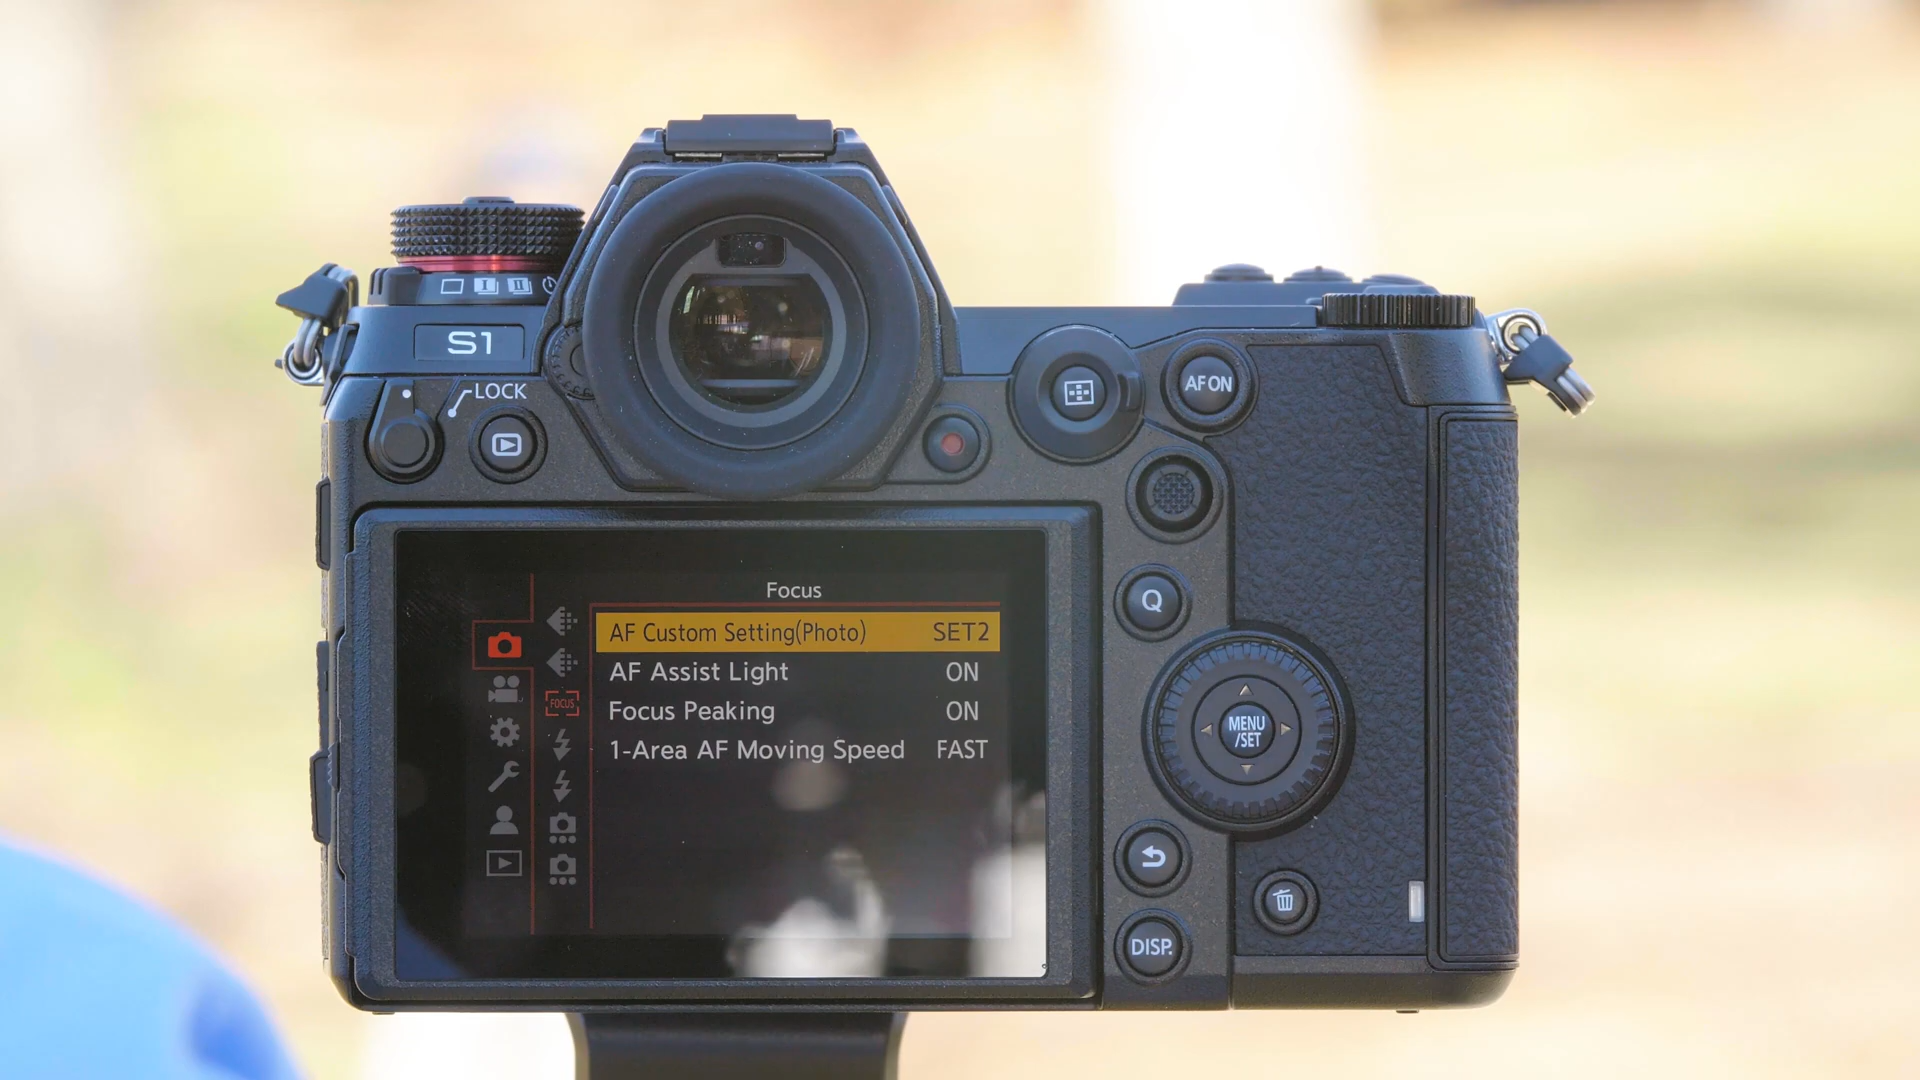 I II
S1
LOCK
AF ON
Q
Focus
AF Custom Setting(Photo) SET2
AF Assist Light ON
FOCUS
Focus Peaking ON
1-Area AF Moving Speed FAST
MENU
/SET
DISP.